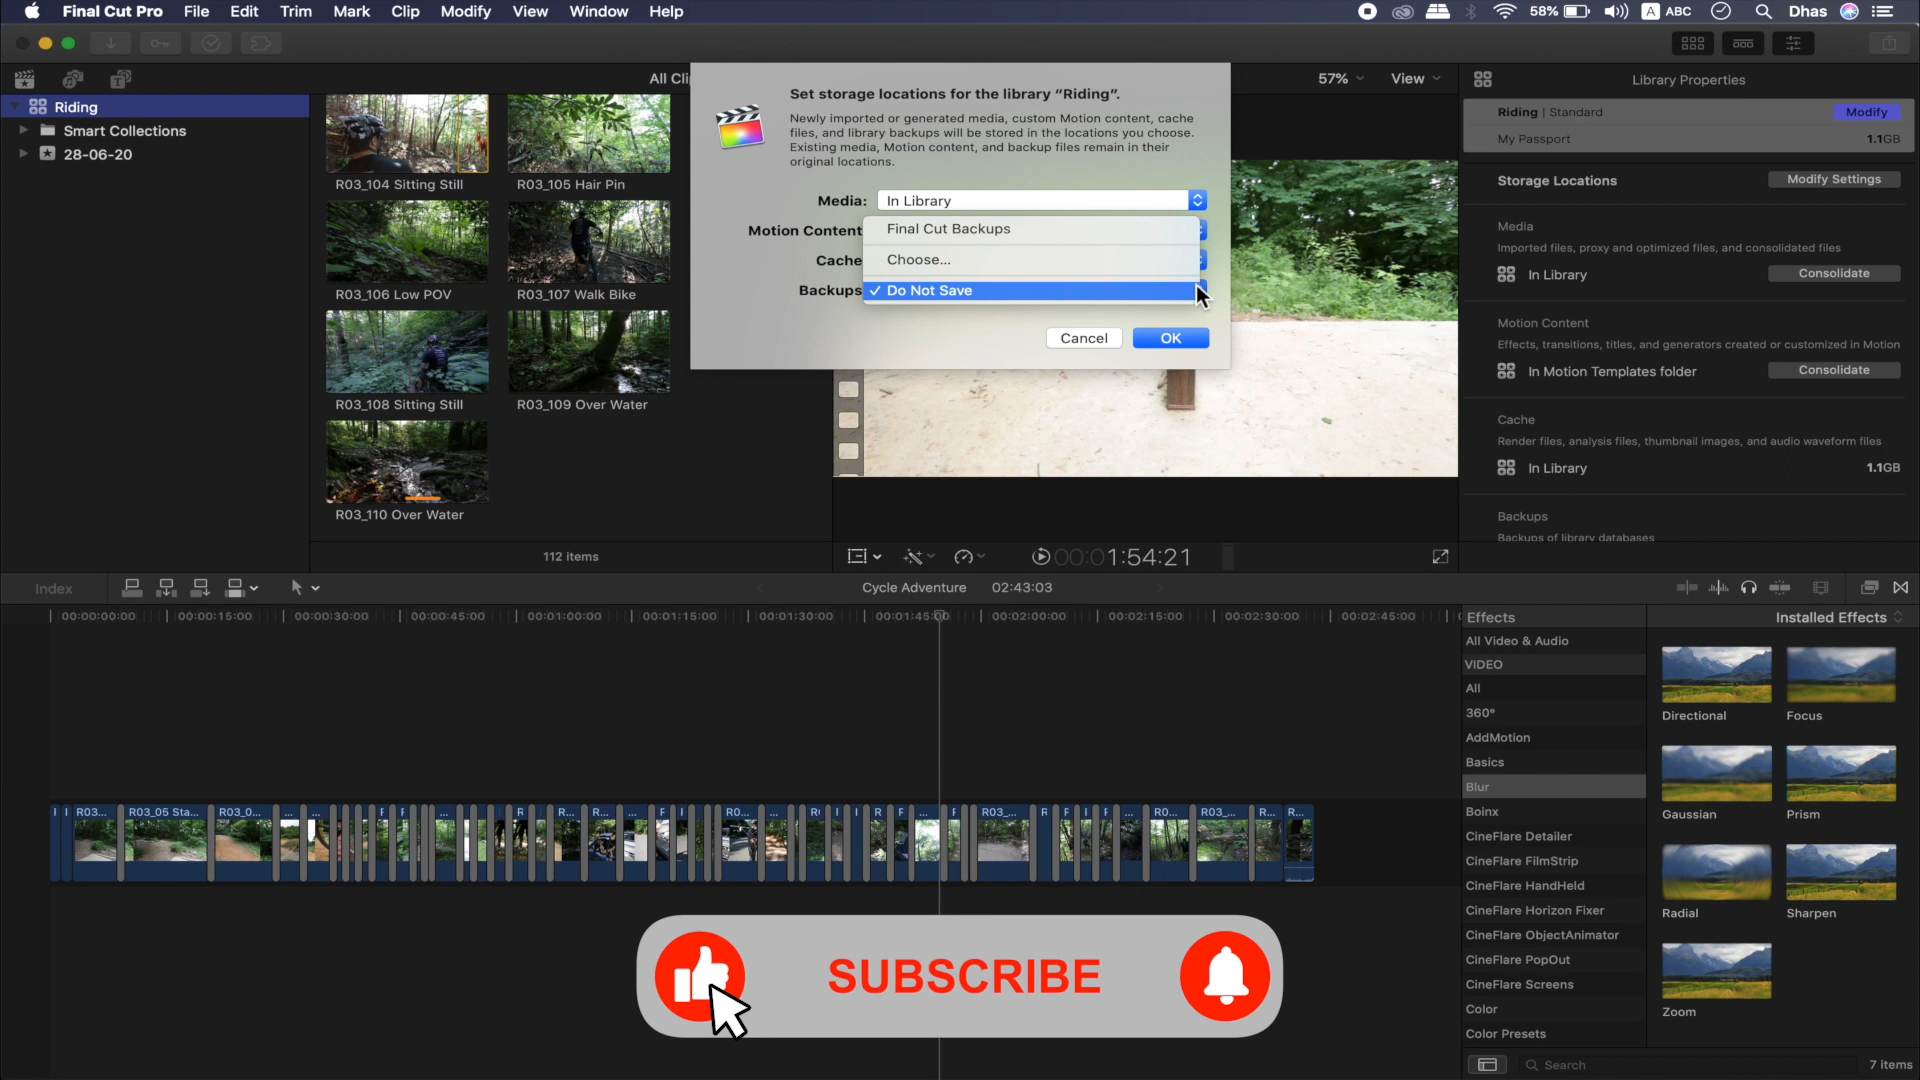 Final Cut Pro File Edit Trim Mark Clip Modify View Window Help
58% A ABC Dhas
All Cli
57% View
Library Properties
Riding
Smart Collections
28-06-20
R03_104 Sitting Still
R03_105 Hair Pin
R03_106 Low POV
R03_107 Walk Bike
R03_108 Sitting Still
R03_109 Over Water
R03_110 Over Water
112 items
Set storage locations for the library “Riding”.
Newly imported or generated media, custom Motion content, cache
files, and library backups will be stored in the locations you choose.
Existing media, Motion content, and backup files remain in their
original locations.
Media: In Library
Motion Content
Final Cut Backups
Cache
Choose...
Backups ✓ Do Not Save
Cancel OK
Riding | Standard Modify
My Passport 1.1GB
Storage Locations Modify Settings
Media
Imported files, proxy and optimized files, and consolidated files
In Library Consolidate
Motion Content
Effects, transitions, titles, and generators created or customized in Motion
In Motion Templates folder Consolidate
Cache
Render files, analysis files, thumbnail images, and audio waveform files
In Library 1.1GB
Backups
Backups of library databases
00:01:54:21
Index
Cycle Adventure 02:43:03
00:00:00:00 00:00:15:00 00:00:30:00 00:00:45:00 00:01:00:00 00:01:15:00 00:01:30:00 00:01:45:00 00:02:00:00 00:02:15:00 00:02:30:00 00:02:45:00
R03... R03_05 Sta... R03_0... R... R... R0... R03_... R0... R03_... R... R...
Effects
All Video & Audio
VIDEO
All
360°
AddMotion
Basics
Blur
Boinx
CineFlare Detailer
CineFlare FilmStrip
CineFlare HandHeld
CineFlare Horizon Fixer
CineFlare ObjectAnimator
CineFlare PopOut
CineFlare Screens
Color
Color Presets
Installed Effects
Directional
Focus
Gaussian
Prism
Radial
Sharpen
Zoom
Search
7 items
SUBSCRIBE